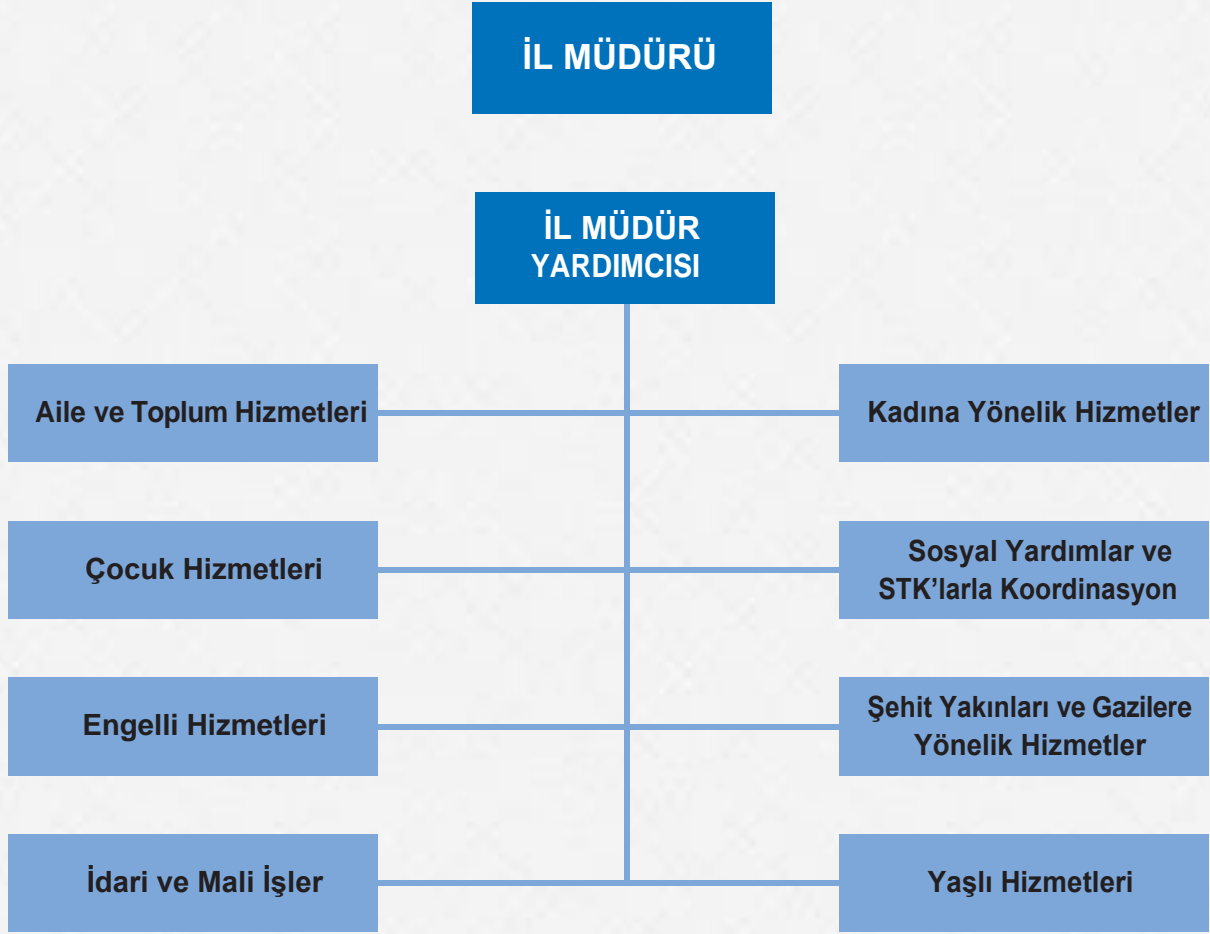 İL MÜDÜRÜ
İL MÜDÜR
YARDIMCISI
Aile ve Toplum Hizmetleri
Kadına Yönelik Hizmetler
Çocuk Hizmetleri
Sosyal Yardımlar ve
STK’larla Koordinasyon
Engelli Hizmetleri
Şehit Yakınları ve Gazilere
Yönelik Hizmetler
İdari ve Mali İşler
Yaşlı Hizmetleri